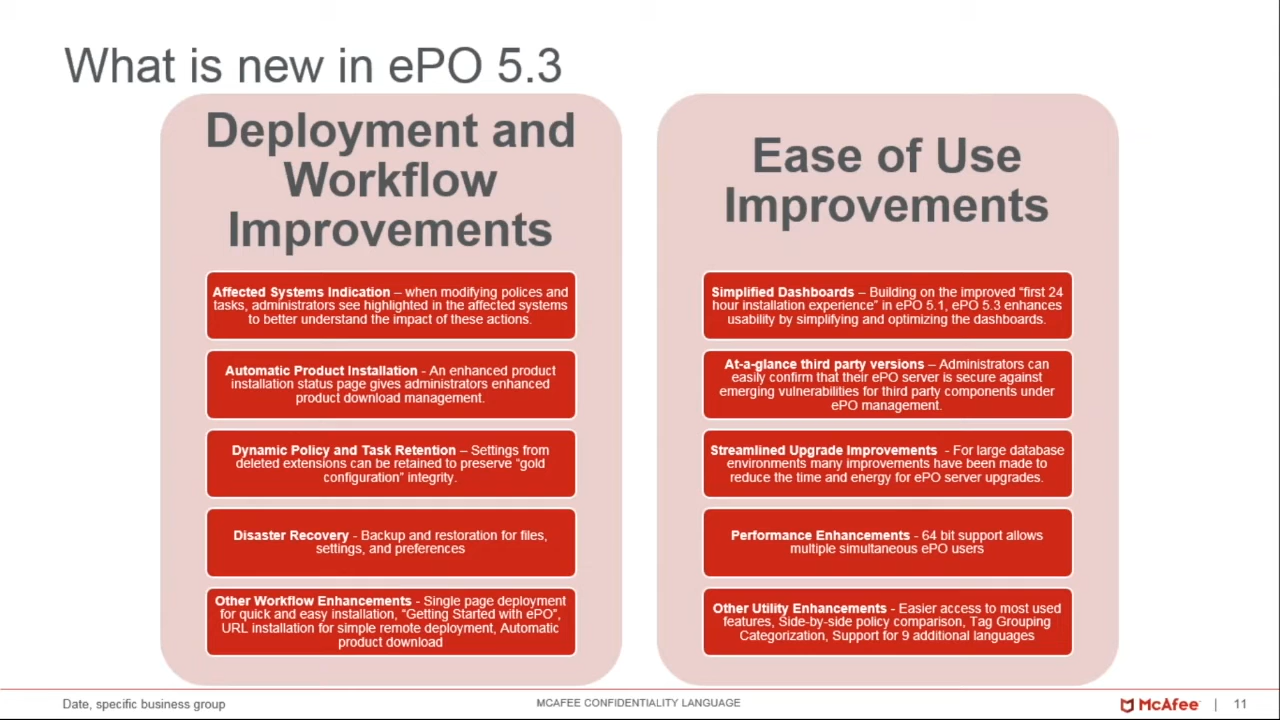 What is new in ePO 5.3
Deployment and
Workflow
Improvements
Affected Systems Indication – when modifying polices and
tasks, administrators see highlighted in the affected systems
to better understand the impact of these actions.
Automatic Product Installation - An enhanced product
installation status page gives administrators enhanced
product download management.
Dynamic Policy and Task Retention – Settings from
deleted extensions can be retained to preserve “gold
configuration” integrity.
Disaster Recovery - Backup and restoration for files,
settings, and preferences
Other Workflow Enhancements - Single page deployment
for quick and easy installation, “Getting Started with ePO”,
URL installation for simple remote deployment, Automatic
product download
Ease of Use
Improvements
Simplified Dashboards – Building on the improved “first 24
hour installation experience” in ePO 5.1, ePO 5.3 enhances
usability by simplifying and optimizing the dashboards.
At-a-glance third party versions – Administrators can
easily confirm that their ePO server is secure against
emerging vulnerabilities for third party components under
ePO management.
Streamlined Upgrade Improvements - For large database
environments many improvements have been made to
reduce the time and energy for ePO server upgrades.
Performance Enhancements - 64 bit support allows
multiple simultaneous ePO users
Other Utility Enhancements - Easier access to most used
features, Side-by-side policy comparison, Tag Grouping
Categorization, Support for 9 additional languages
Date, specific business group
MCAFEE CONFIDENTIALITY LANGUAGE
McAfee | 11